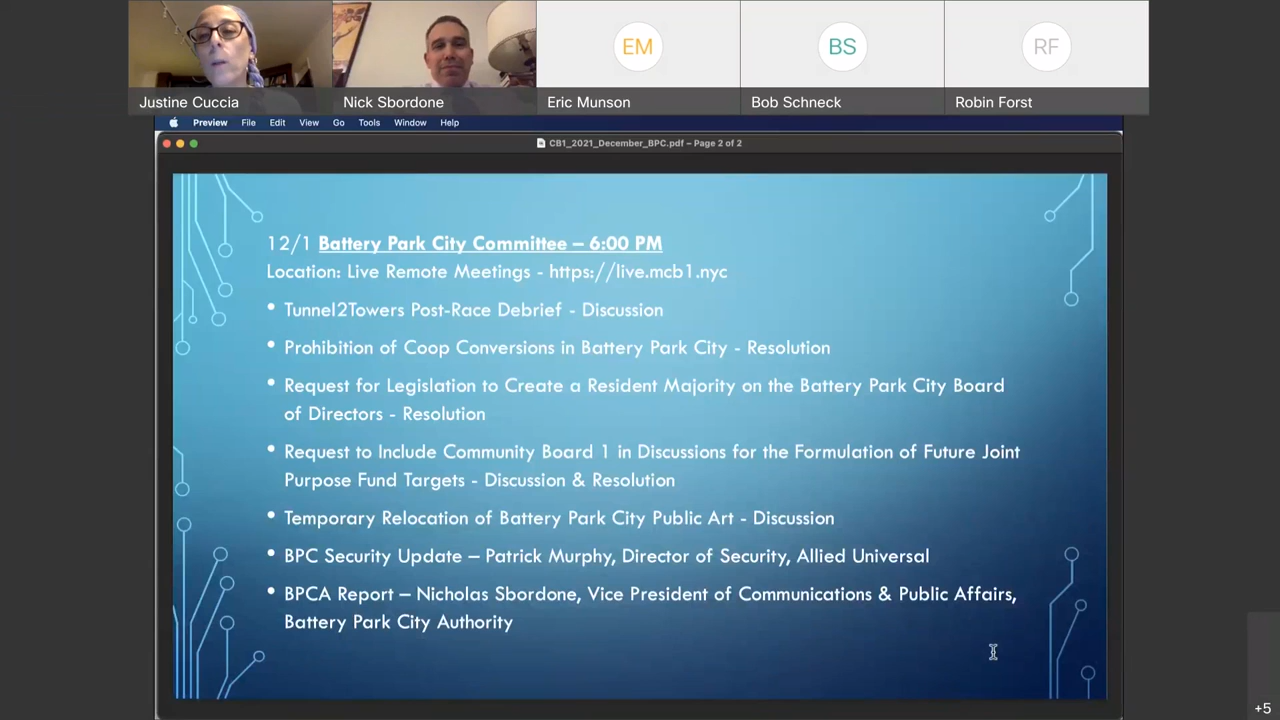 EM
BS
RF
Justine Cuccia
Nick Sbordone
Eric Munson
Bob Schneck
Robin Forst
Preview File Edit View Go Tools Window Help
CB1_2021_December_BPC.pdf – Page 2 of 2
12/1 Battery Park City Committee – 6:00 PM
Location: Live Remote Meetings - https://live.mcb1.nyc
• Tunnel2Towers Post-Race Debrief - Discussion
• Prohibition of Coop Conversions in Battery Park City - Resolution
• Request for Legislation to Create a Resident Majority on the Battery Park City Board
of Directors - Resolution
• Request to Include Community Board 1 in Discussions for the Formulation of Future Joint
Purpose Fund Targets - Discussion & Resolution
• Temporary Relocation of Battery Park City Public Art - Discussion
• BPC Security Update – Patrick Murphy, Director of Security, Allied Universal
• BPCA Report – Nicholas Sbordone, Vice President of Communications & Public Affairs,
Battery Park City Authority
+5